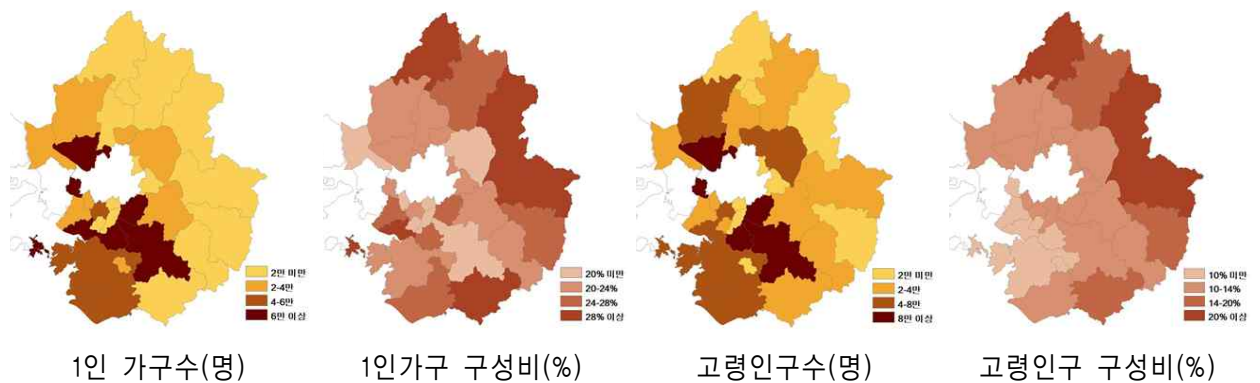 2만 미만
2-4만
4-6만
6만 이상
20% 미만
20-24%
24-28%
28% 이상
2만 미만
2-4만
4-8만
8만 이상
10% 미만
10-14%
14-20%
20% 이상
1인 가구수(명)
1인가구 구성비(%)
고령인구수(명)
고령인구 구성비(%)